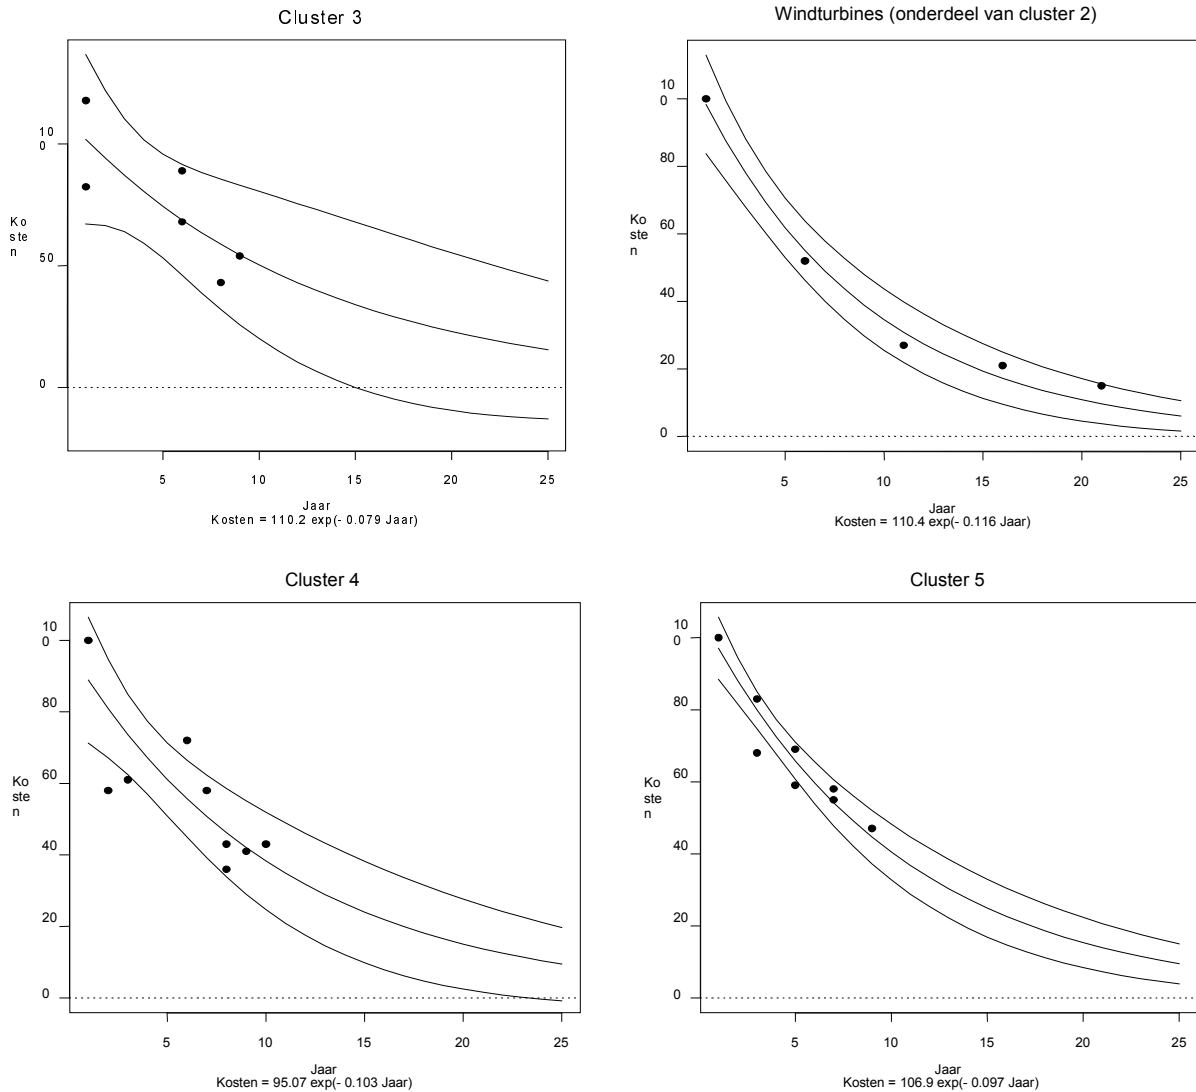 Cluster 3
10
0
50
0
Ko
ste
n
5 10 15 20 25
Jaar
Kosten = 110.2 exp(- 0.079 Jaar)
Windturbines (onderdeel van cluster 2)
10
0
80
60
40
20
0
Ko
ste
n
5 10 15 20 25
Jaar
Kosten = 110.4 exp(- 0.116 Jaar)
Cluster 4
10
0
80
60
40
20
0
Ko
ste
n
5 10 15 20 25
Jaar
Kosten = 95.07 exp(- 0.103 Jaar)
Cluster 5
10
0
80
60
40
20
0
Ko
ste
n
5 10 15 20 25
Jaar
Kosten = 106.9 exp(- 0.097 Jaar)